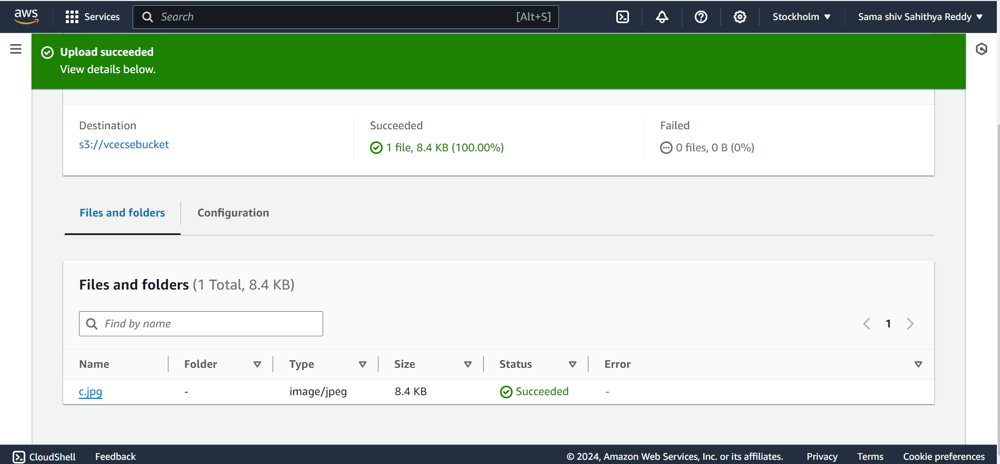 aws Services Search [Alt+S] Stockholm Sama shiv Sahithya Reddy
Upload succeeded
View details below.
Destination Succeeded Failed
s3://vcecsebucket 1 file, 8.4 KB (100.00%) 0 files, 0 B (0%)
Files and folders Configuration
Files and folders (1 Total, 8.4 KB)
Find by name 1
Name Folder Type Size Status Error
c.jpg - image/jpeg 8.4 KB Succeeded -
CloudShell Feedback © 2024, Amazon Web Services, Inc. or its affiliates. Privacy Terms Cookie preferences